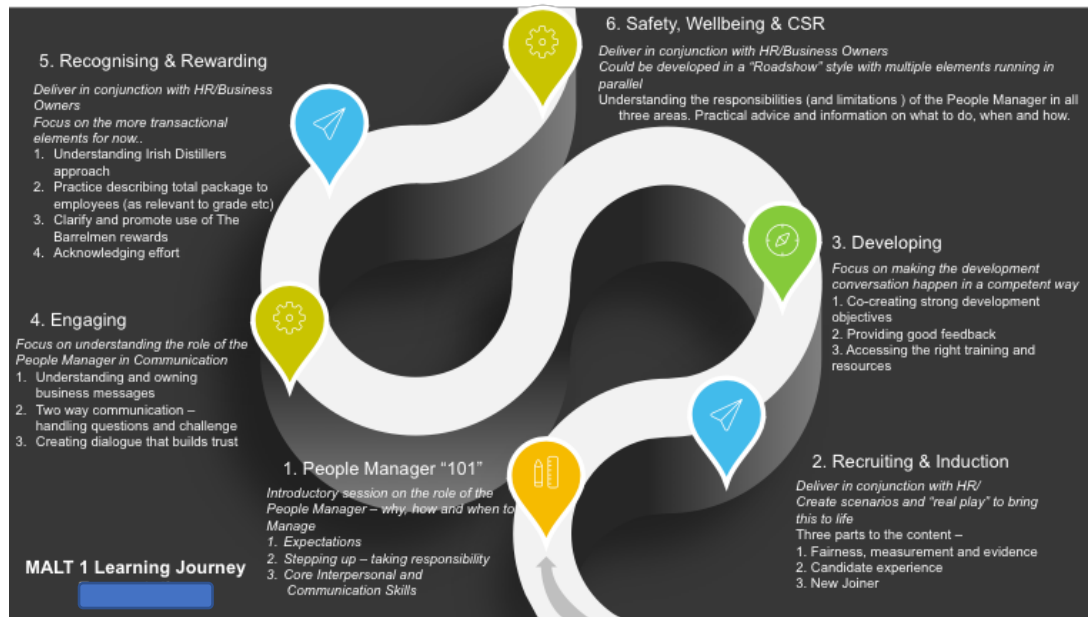 6. Safety, Wellbeing & CSR
Deliver in conjunction with HR/Business Owners
Could be developed in a “Roadshow” style with multiple elements running in
parallel
Understanding the responsibilities (and limitations ) of the People Manager in all
three areas. Practical advice and information on what to do, when and how.
5. Recognising & Rewarding
Deliver in conjunction with HR/Business
Owners
Focus on the more transactional
elements for now..
1. Understanding Irish Distillers
approach
2. Practice describing total package to
employees (as relevant to grade etc)
3. Clarify and promote use of The
Barrelmen rewards
4. Acknowledging effort
3. Developing
Focus on making the development
conversation happen in a competent way
1. Co-creating strong development
objectives
2. Providing good feedback
3. Accessing the right training and
resources
4. Engaging
Focus on understanding the role of the
People Manager in Communication
1. Understanding and owning
business messages
2. Two way communication –
handling questions and challenge
3. Creating dialogue that builds trust
1. People Manager “101”
Introductory session on the role of the
People Manager – why, how and when to
Manage
1. Expectations
2. Stepping up – taking responsibility
3. Core Interpersonal and
Communication Skills
2. Recruiting & Induction
Deliver in conjunction with HR/
Create scenarios and “real play” to bring
this to life
Three parts to the content –
1. Fairness, measurement and evidence
2. Candidate experience
3. New Joiner
MALT 1 Learning Journey